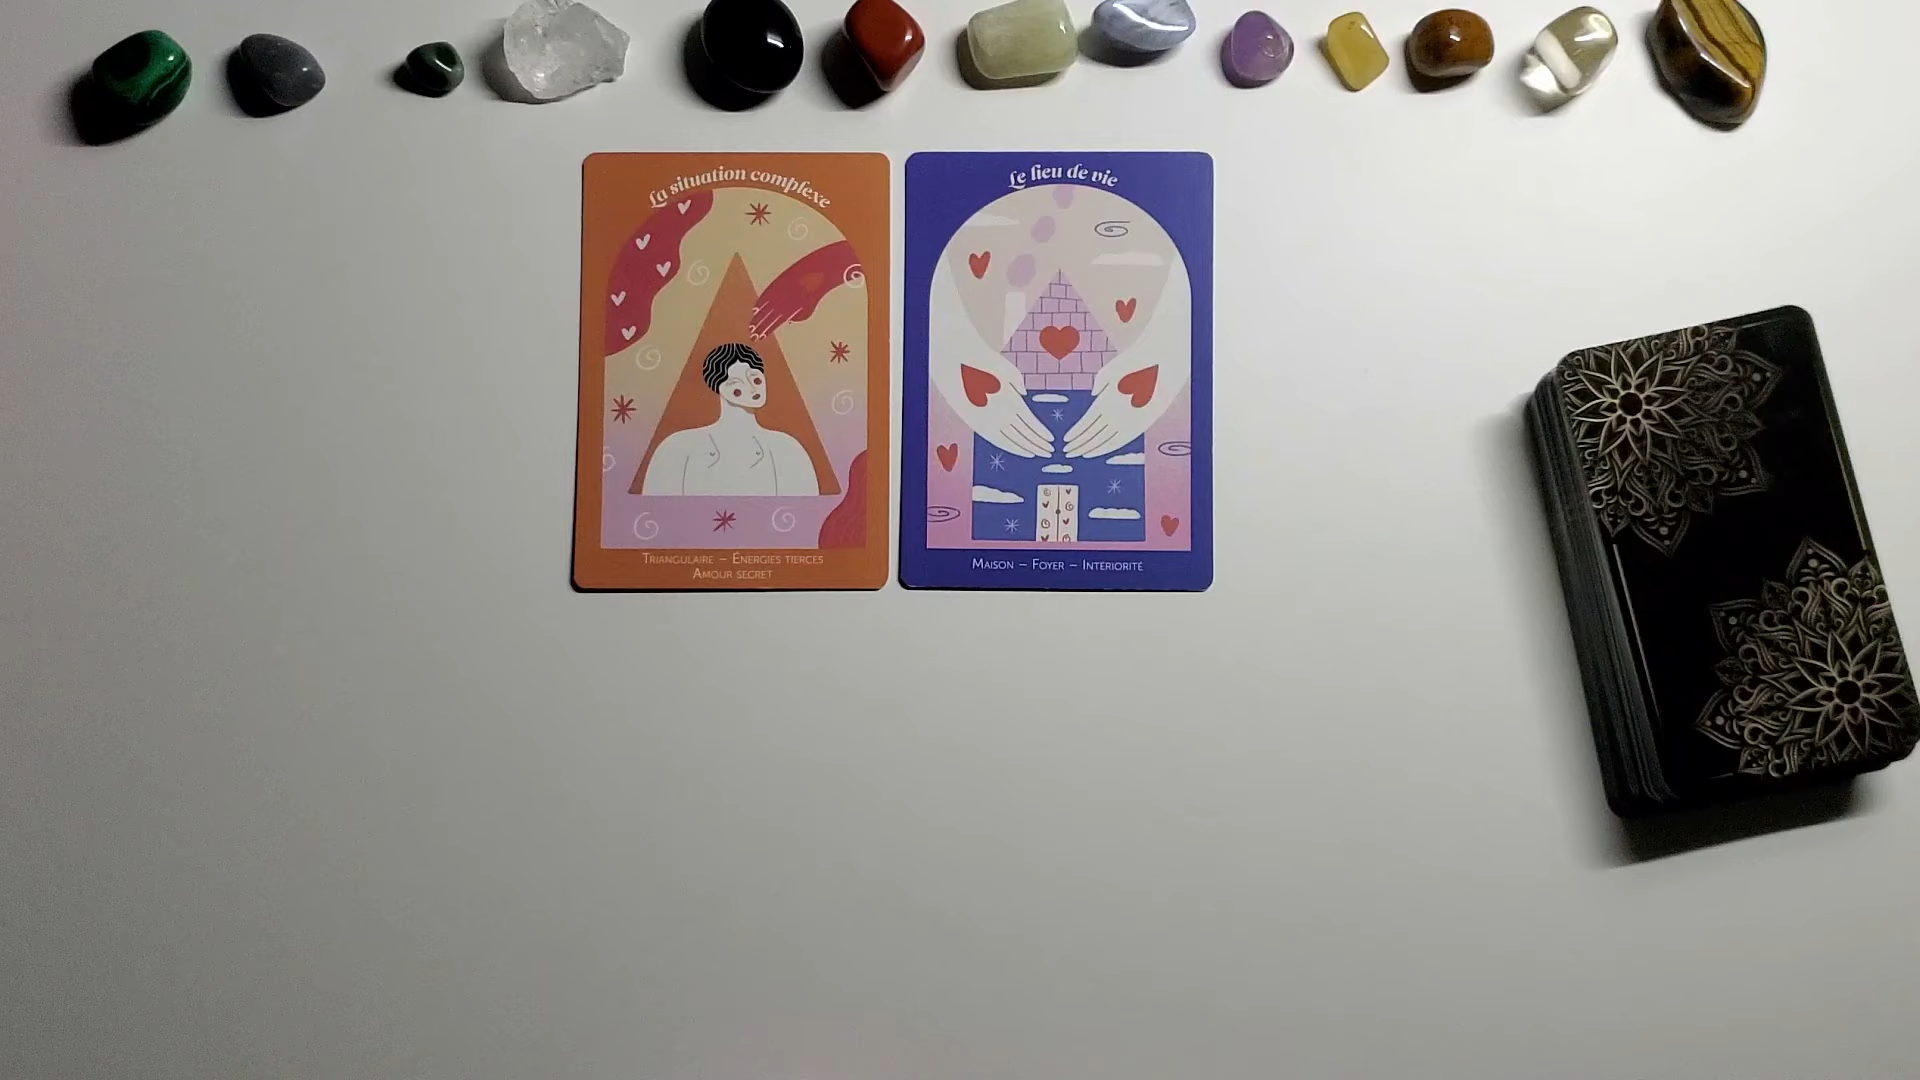 La situation complexe
Triangulaire – Énergies tierces
Amour secret
Le lieu de vie
Maison – Foyer – Intériorité